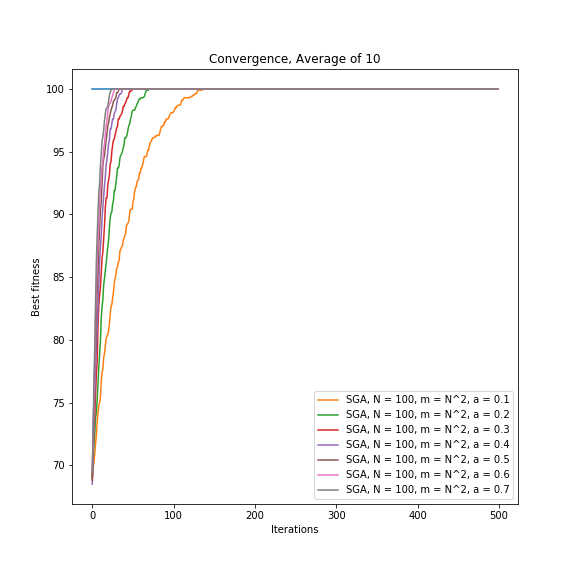 Convergence, Average of 10
Best fitness
100
95
90
85
80
75
70
SGA, N = 100, m = N^2, a = 0.1
SGA, N = 100, m = N^2, a = 0.2
SGA, N = 100, m = N^2, a = 0.3
SGA, N = 100, m = N^2, a = 0.4
SGA, N = 100, m = N^2, a = 0.5
SGA, N = 100, m = N^2, a = 0.6
SGA, N = 100, m = N^2, a = 0.7
0 100 200 300 400 500
Iterations